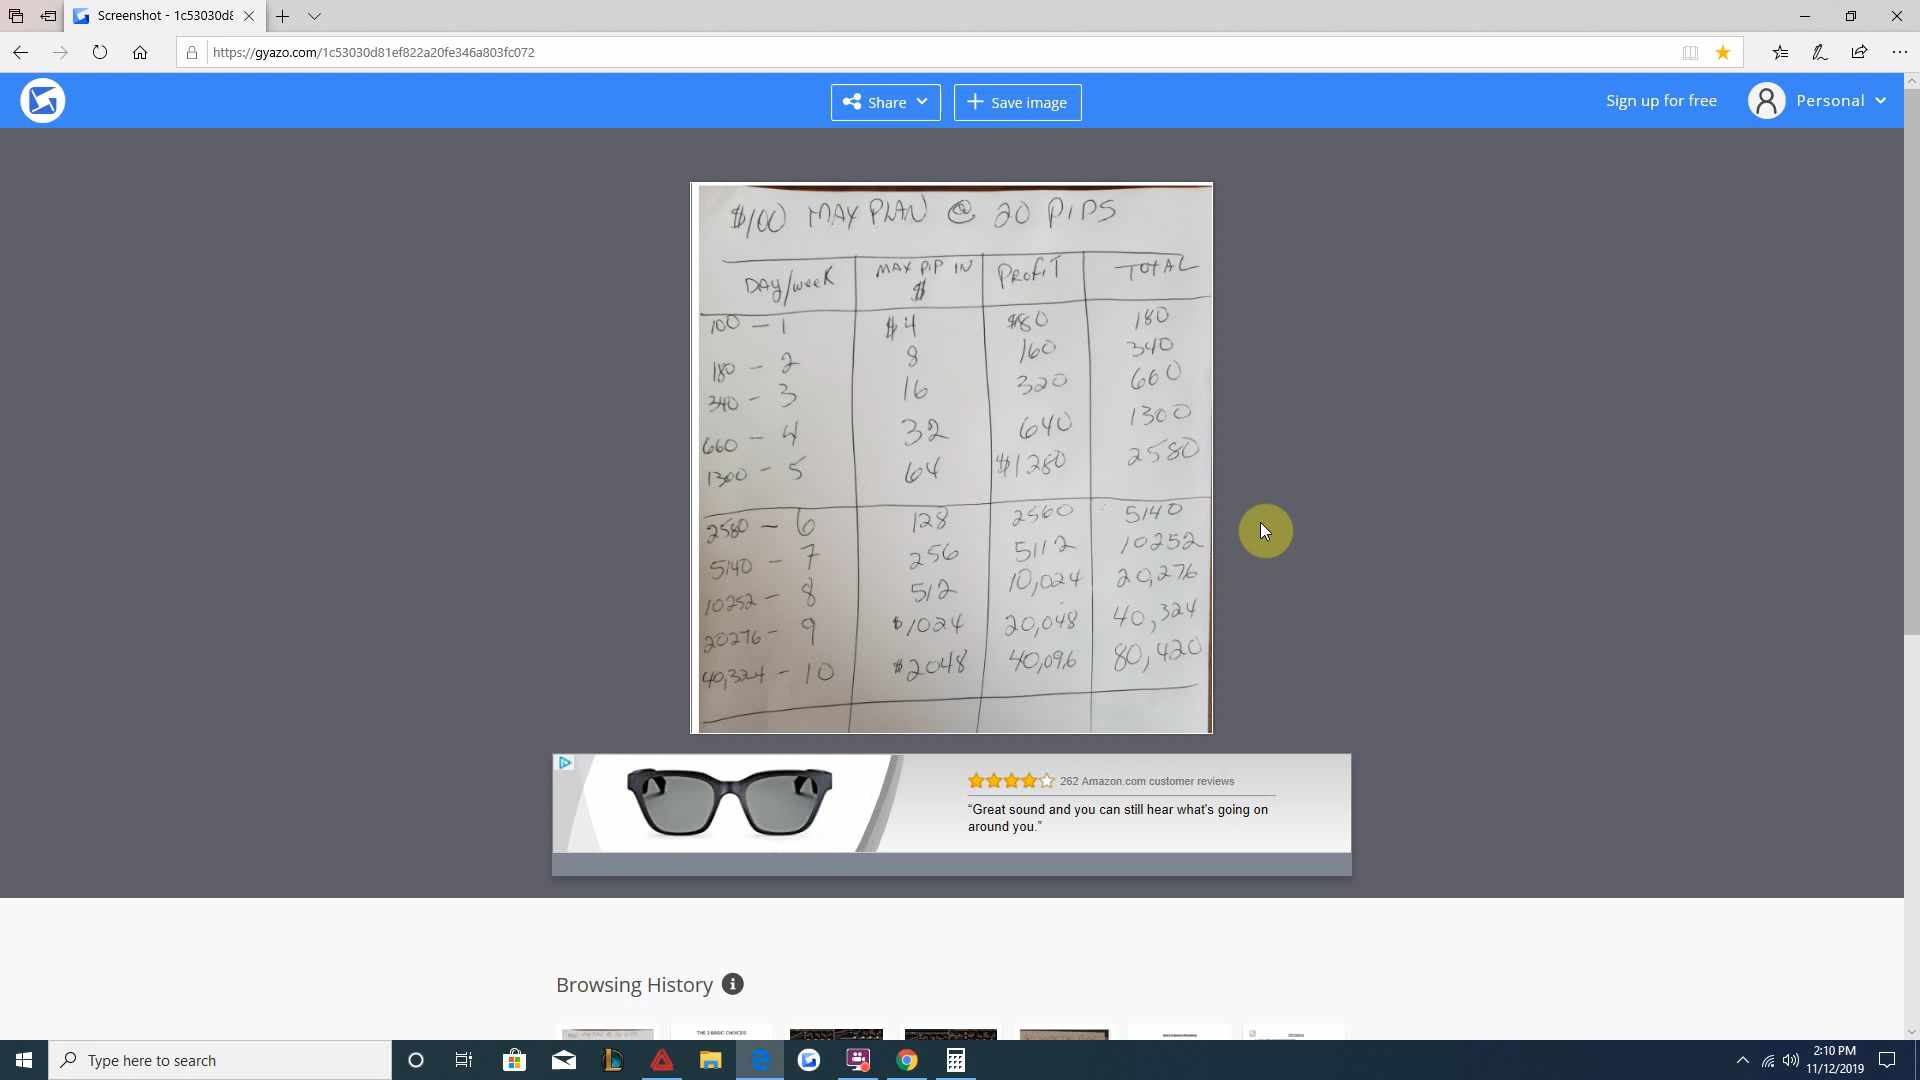 Screenshot - 1c53030d8
https://gyazo.com/1c53030d81ef822a20fe346a803fc072
Share
Save image
Sign up for free
Personal
$100 MAX PLAN @ 20 PIPS
DAY/week MAX PIP IN $ PROFIT TOTAL
100 - 1 $4 $80 180
180 - 2 8 160 340
340 - 3 16 320 660
660 - 4 32 640 1300
1300 - 5 64 $1280 2580
2580 - 6 128 2560 5140
5140 - 7 256 5112 10252
10252 - 8 512 10,024 20,276
20276 - 9 $1024 20,048 40,324
40,324 - 10 $2048 40,096 80,420
262 Amazon.com customer reviews
“Great sound and you can still hear what's going on
around you.”
Browsing History
THE 2 BASIC CHOICES
Type here to search
2:10 PM
11/12/2019